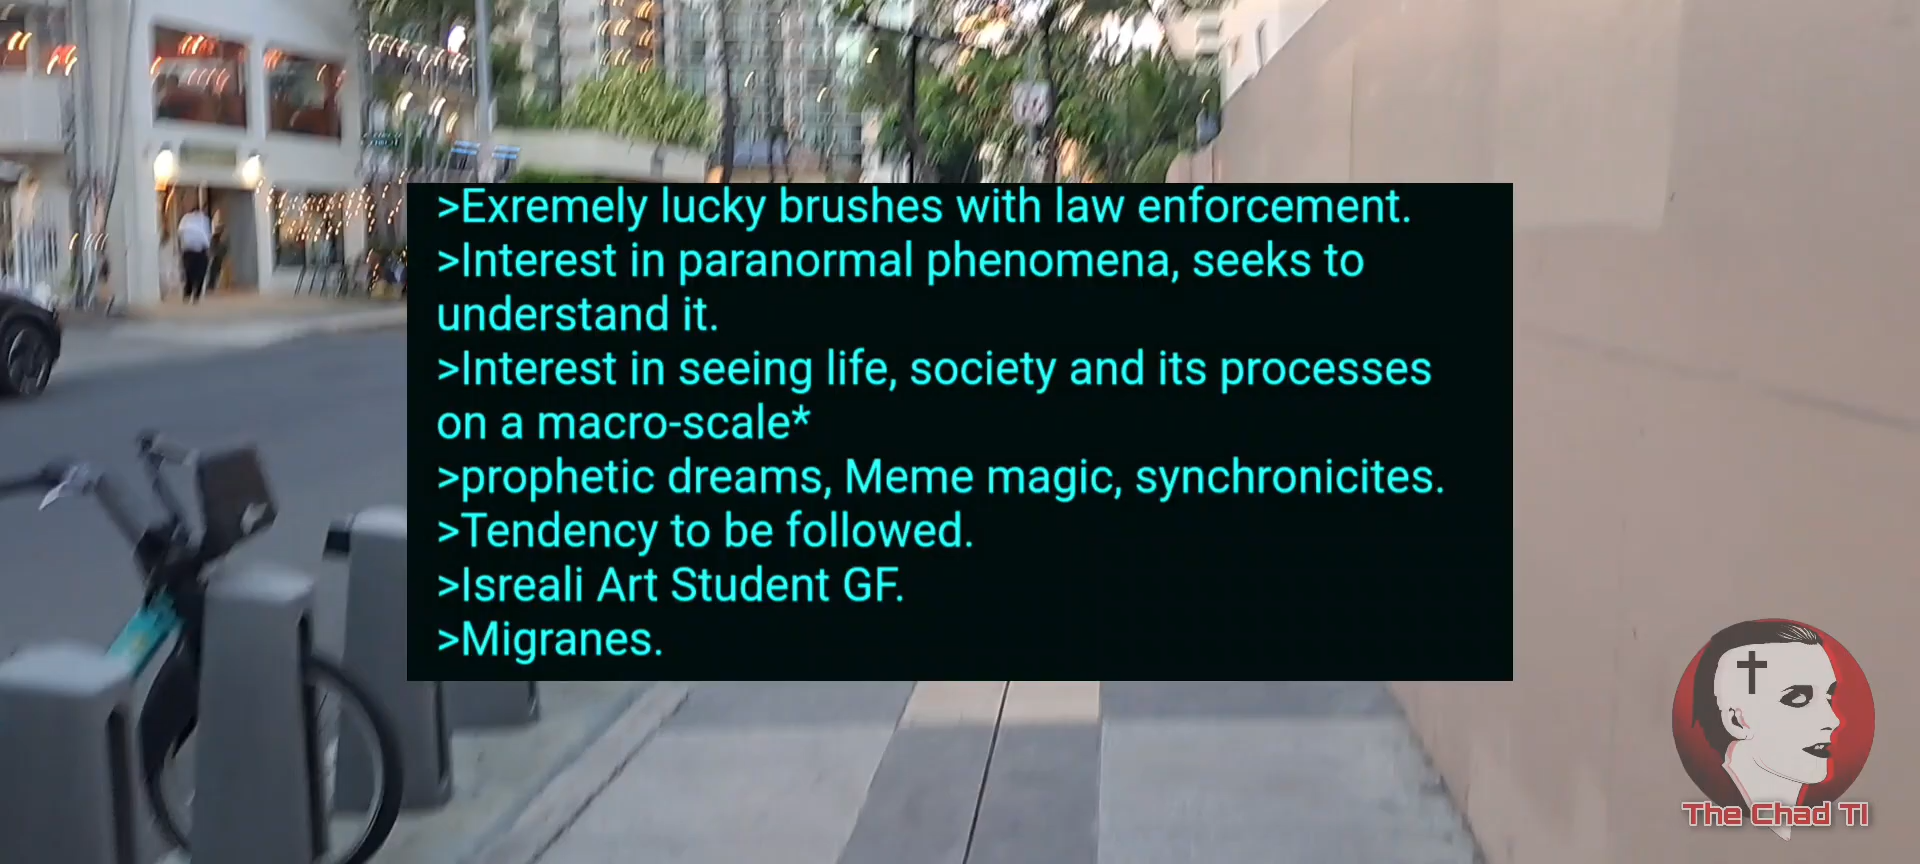 >Exremely lucky brushes with law enforcement.
>Interest in paranormal phenomena, seeks to
understand it.
>Interest in seeing life, society and its processes
on a macro-scale*
>prophetic dreams, Meme magic, synchronicites.
>Tendency to be followed.
>Isreali Art Student GF.
>Migranes.
The Chad TI